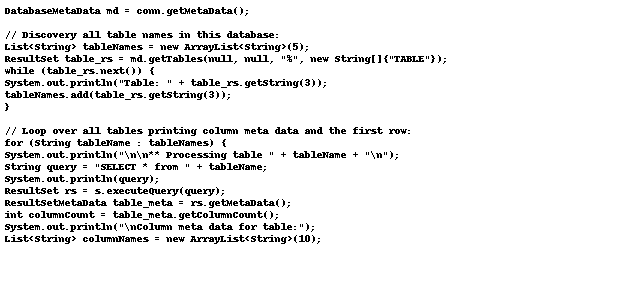 DatabaseMetaData md = conn.getMetaData();
// Discovery all table names in this database:
List<String> tableNames = new ArrayList<String>(5);
ResultSet table_rs = md.getTables(null, null, "%", new String[]{"TABLE"});
while (table_rs.next()) {
System.out.println("Table: " + table_rs.getString(3));
tableNames.add(table_rs.getString(3));
}
// Loop over all tables printing column meta data and the first row:
for (String tableName : tableNames) {
System.out.println("\n\n** Processing table " + tableName + "\n");
String query = "SELECT * from " + tableName;
System.out.println(query);
ResultSet rs = s.executeQuery(query);
ResultSetMetaData table_meta = rs.getMetaData();
int columnCount = table_meta.getColumnCount();
System.out.println("\nColumn meta data for table:");
List<String> columnNames = new ArrayList<String>(10);